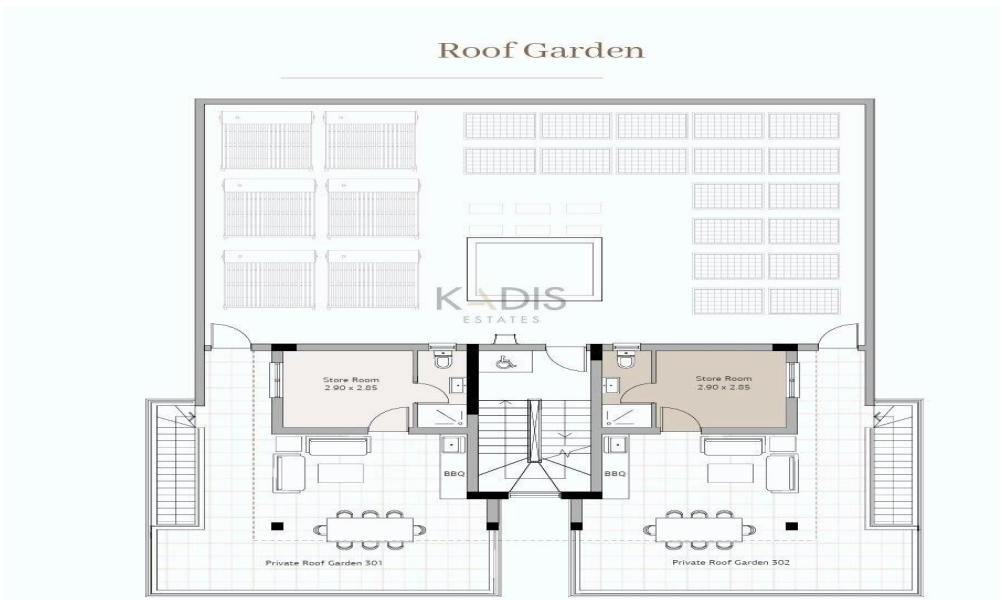 Roof Garden
KADIS
ESTATES
Store Room
2.90 x 2.85
Store Room
2.90 x 2.85
BBQ
BBQ
Private Roof Garden 301
Private Roof Garden 302